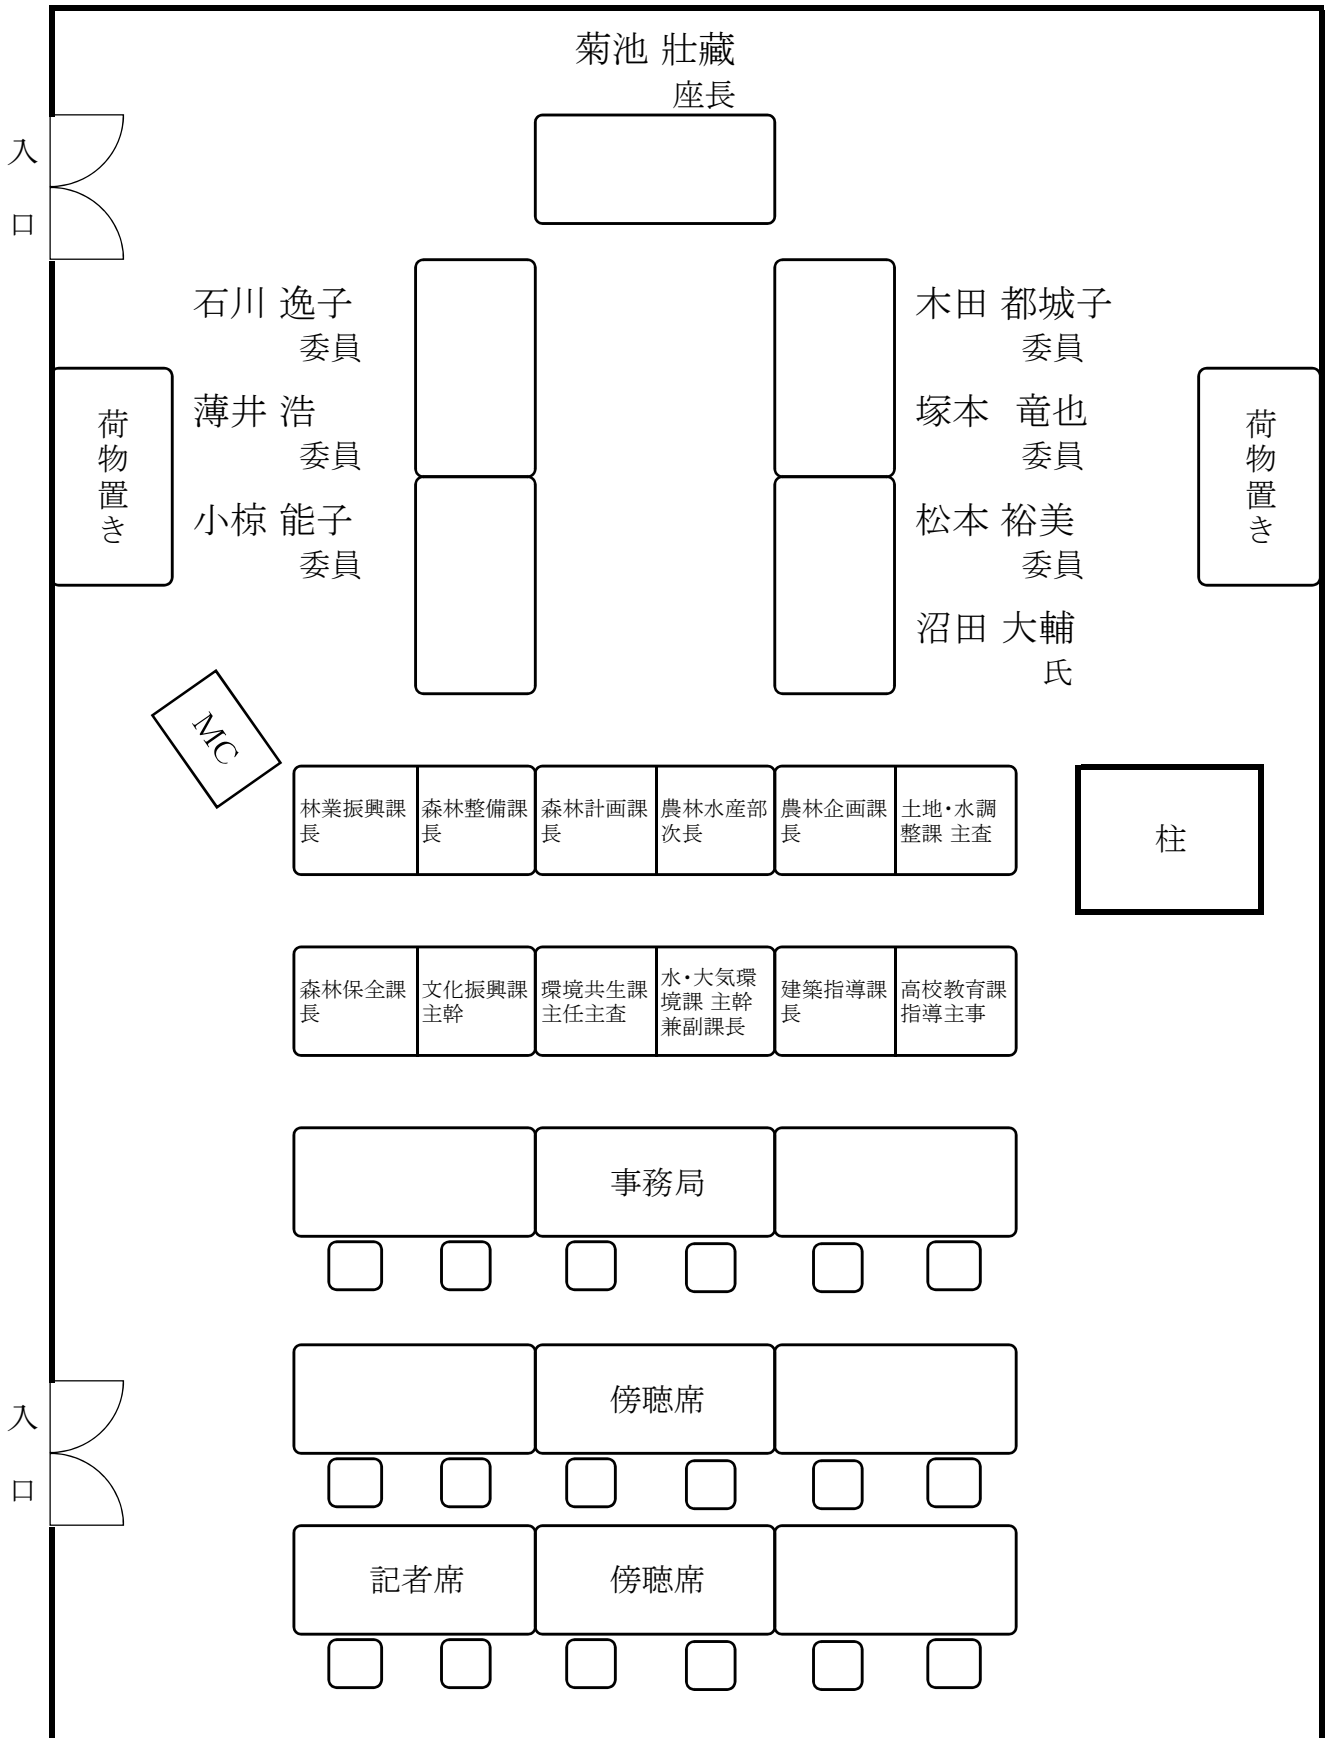 菊池 壯藏
座長
入口
石川 逸子
委員
薄井 浩
委員
小椋 能子
委員
木田 都城子
委員
塚本 竜也
委員
松本 裕美
委員
沼田 大輔
氏
荷物置き
荷物置き
MC
林業振興課
長
森林整備課
長
森林計画課
長
農林水産部
次長
農林企画課
長
土地・水調
整課 主査
柱
森林保全課
長
文化振興課
主幹
環境共生課
主任主査
水・大気環
境課 主幹
兼副課長
建築指導課
長
高校教育課
指導主事
事務局
入口
傍聴席
記者席
傍聴席